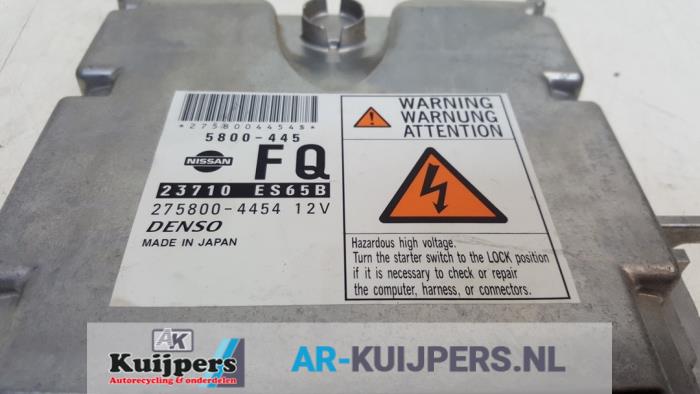 *2758004454S*
5800-445
NISSAN
FQ
23710 ES65B
275800-4454 12V
DENSO
MADE IN JAPAN
WARNING
WARNUNG
ATTENTION
Hazardous high voltage.
Turn the starter switch to the LOCK position
if it is necessary to check or repair
the computer, harness, or connectors.
AK
Kuijpers
Autorecycling & onderdelen
AR-KUIJPERS.NL